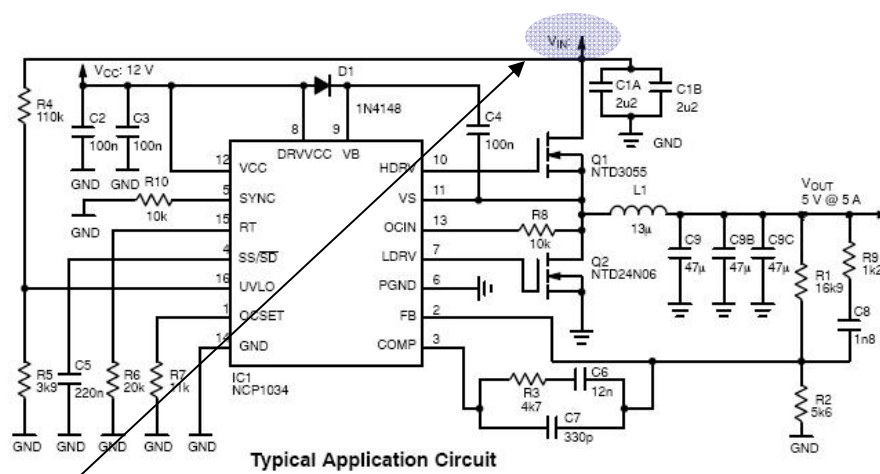 VIN:
VCC: 12 V
D1
1N4148
C1A
2u2
C1B
2u2
GND
R4
110k
C2
100n
C3
100n
C4
100n
GND
GND
8
9
DRVVCC
VB
12
VCC
HDRV
10
Q1
NTD3055
R10
10k
GND
5
SYNC
VS
11
15
RT
OCIN
13
R8
10k
L1
13µ
VOUT
5 V @ 5 A
4
SS/SD
LDRV
7
Q2
NTD24N06
16
UVLO
PGND
6
C9
47µ
C9B
47µ
C9C
47µ
R1
16k9
R9
1k2
1
OCSET
FB
2
C8
1n8
14
GND
COMP
3
IC1
NCP1034
R5
3k9
C5
220n
R6
20k
R7
11k
R3
4k7
C6
12n
C7
330p
R2
5k6
GND
GND
GND
GND
GND
GND
Typical Application Circuit